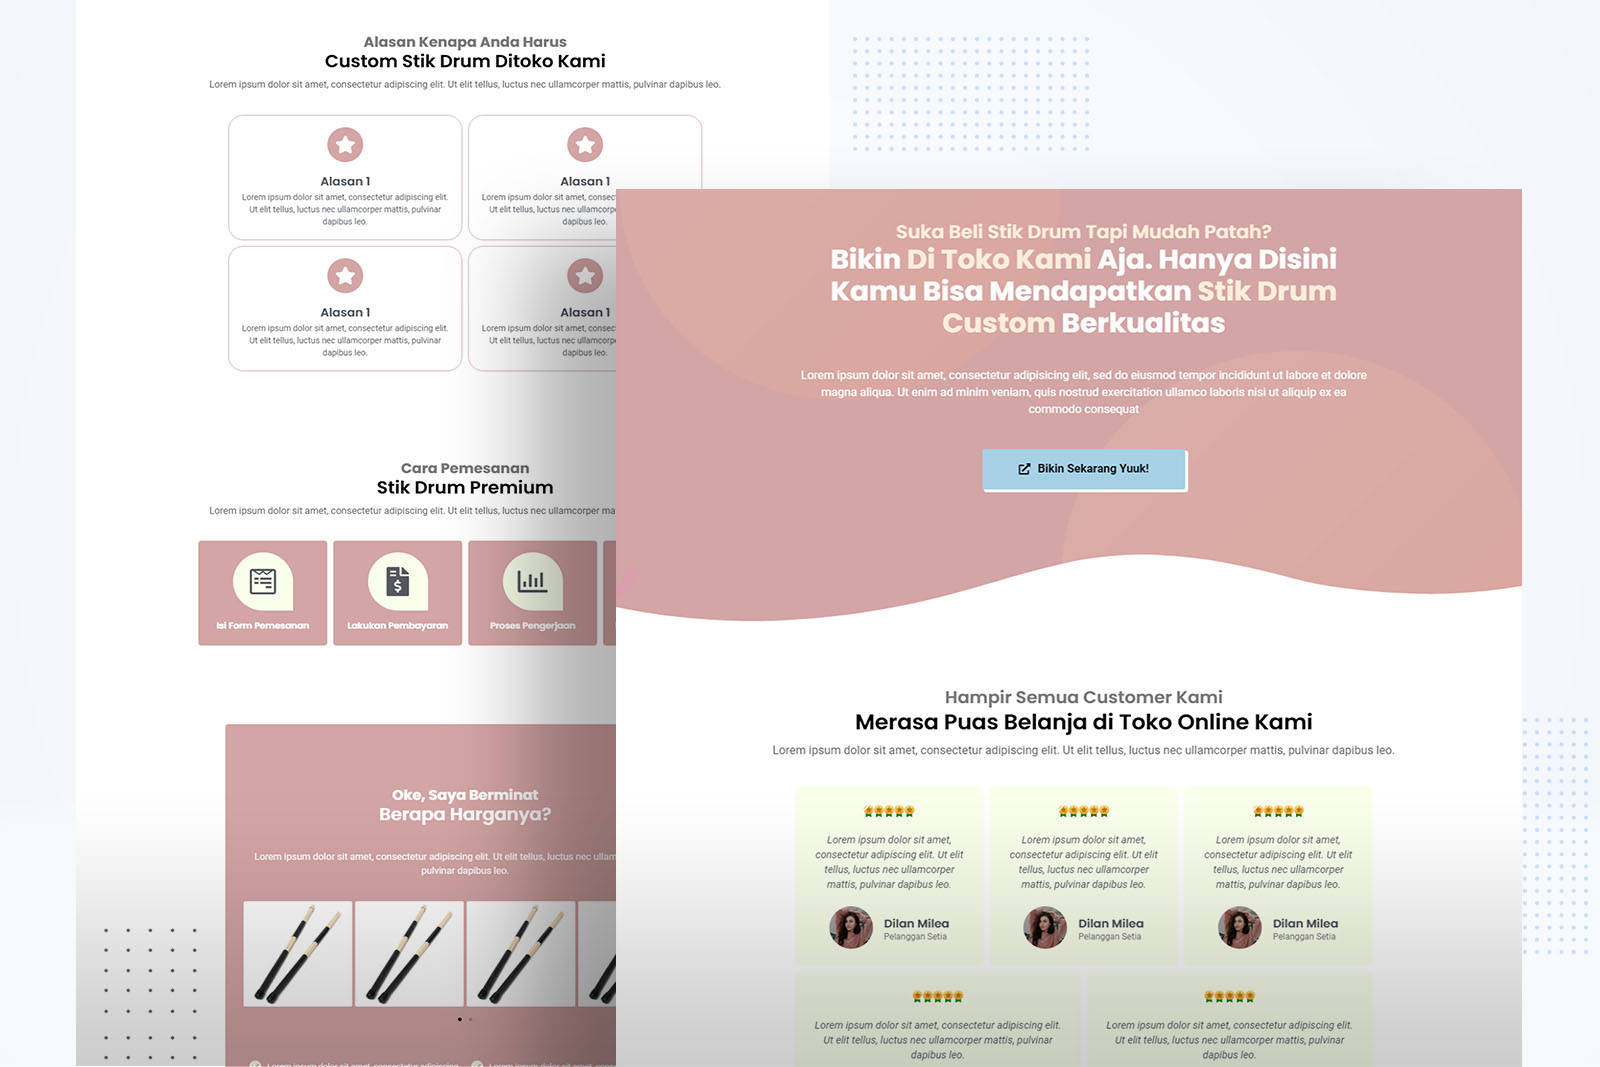 Alasan Kenapa Anda Harus
Custom Stik Drum Ditoko Kami
Lorem ipsum dolor sit amet, consectetur adipiscing elit. Ut elit tellus, luctus nec ullamcorper mattis, pulvinar dapibus leo.
Alasan 1
Lorem ipsum dolor sit amet, consectetur adipiscing elit.
Ut elit tellus, luctus nec ullamcorper mattis, pulvinar
dapibus leo.
Alasan 1
Lorem ipsum dolor sit amet,
Ut elit tellus, luctus nec
dapibus leo.
Alasan 1
Lorem ipsum dolor sit amet, consectetur adipiscing elit.
Ut elit tellus, luctus nec ullamcorper mattis, pulvinar
dapibus leo.
Alasan 1
Lorem ipsum dolor sit amet,
Ut elit tellus, luctus nec
dapibus leo.
Cara Pemesanan
Stik Drum Premium
Lorem ipsum dolor sit amet, consectetur adipiscing elit. Ut elit tellus, luctus nec ullamcorper
Isi Form Pemesanan
Lakukan Pembayaran
Proses Pengerjaan
Oke, Saya Berminat
Berapa Harganya?
Lorem ipsum dolor sit amet, consectetur adipiscing elit. Ut elit tellus, luctus nec
pulvinar dapibus leo.
Lorem ipsum dolor sit amet, consectetur adipiscing
Lorem ipsum dolor sit amet,
Suka Beli Stik Drum Tapi Mudah Patah?
Bikin Di Toko Kami Aja. Hanya Disini
Kamu Bisa Mendapatkan Stik Drum
Custom Berkualitas
Lorem ipsum dolor sit amet, consectetur adipisicing elit, sed do eiusmod tempor incididunt ut labore et dolore
magna aliqua. Ut enim ad minim veniam, quis nostrud exercitation ullamco laboris nisi ut aliquip ex ea
commodo consequat
Bikin Sekarang Yuuk!
Hampir Semua Customer Kami
Merasa Puas Belanja di Toko Online Kami
Lorem ipsum dolor sit amet, consectetur adipiscing elit. Ut elit tellus, luctus nec ullamcorper mattis, pulvinar dapibus leo.
Lorem ipsum dolor sit amet,
consectetur adipiscing elit. Ut elit
tellus, luctus nec ullamcorper
mattis, pulvinar dapibus leo.
Dilan Milea
Pelanggan Setia
Lorem ipsum dolor sit amet,
consectetur adipiscing elit. Ut elit
tellus, luctus nec ullamcorper
mattis, pulvinar dapibus leo.
Dilan Milea
Pelanggan Setia
Lorem ipsum dolor sit amet,
consectetur adipiscing elit. Ut elit
tellus, luctus nec ullamcorper
mattis, pulvinar dapibus leo.
Dilan Milea
Pelanggan Setia
Lorem ipsum dolor sit amet, consectetur adipiscing elit.
Ut elit tellus, luctus nec ullamcorper mattis, pulvinar
dapibus leo.
Lorem ipsum dolor sit amet, consectetur adipiscing elit.
Ut elit tellus, luctus nec ullamcorper mattis, pulvinar
dapibus leo.